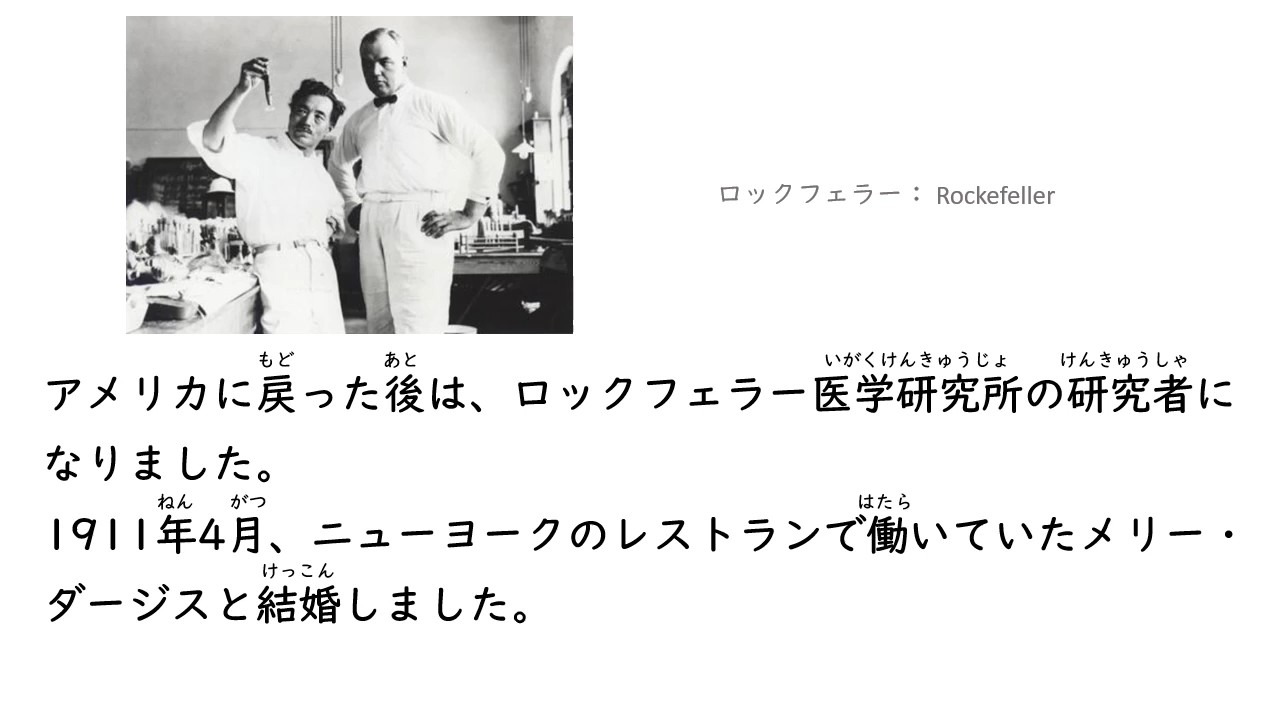 ロックフェラー： Rockefeller
もど あと いがくけんきゅうじょ けんきゅうしゃ
アメリカに戻った後は、ロックフェラー医学研究所の研究者に
なりました。
ねん がつ はたら
1911年4月、ニューヨークのレストランで働いていたメリー・
けっこん
ダージスと結婚しました。